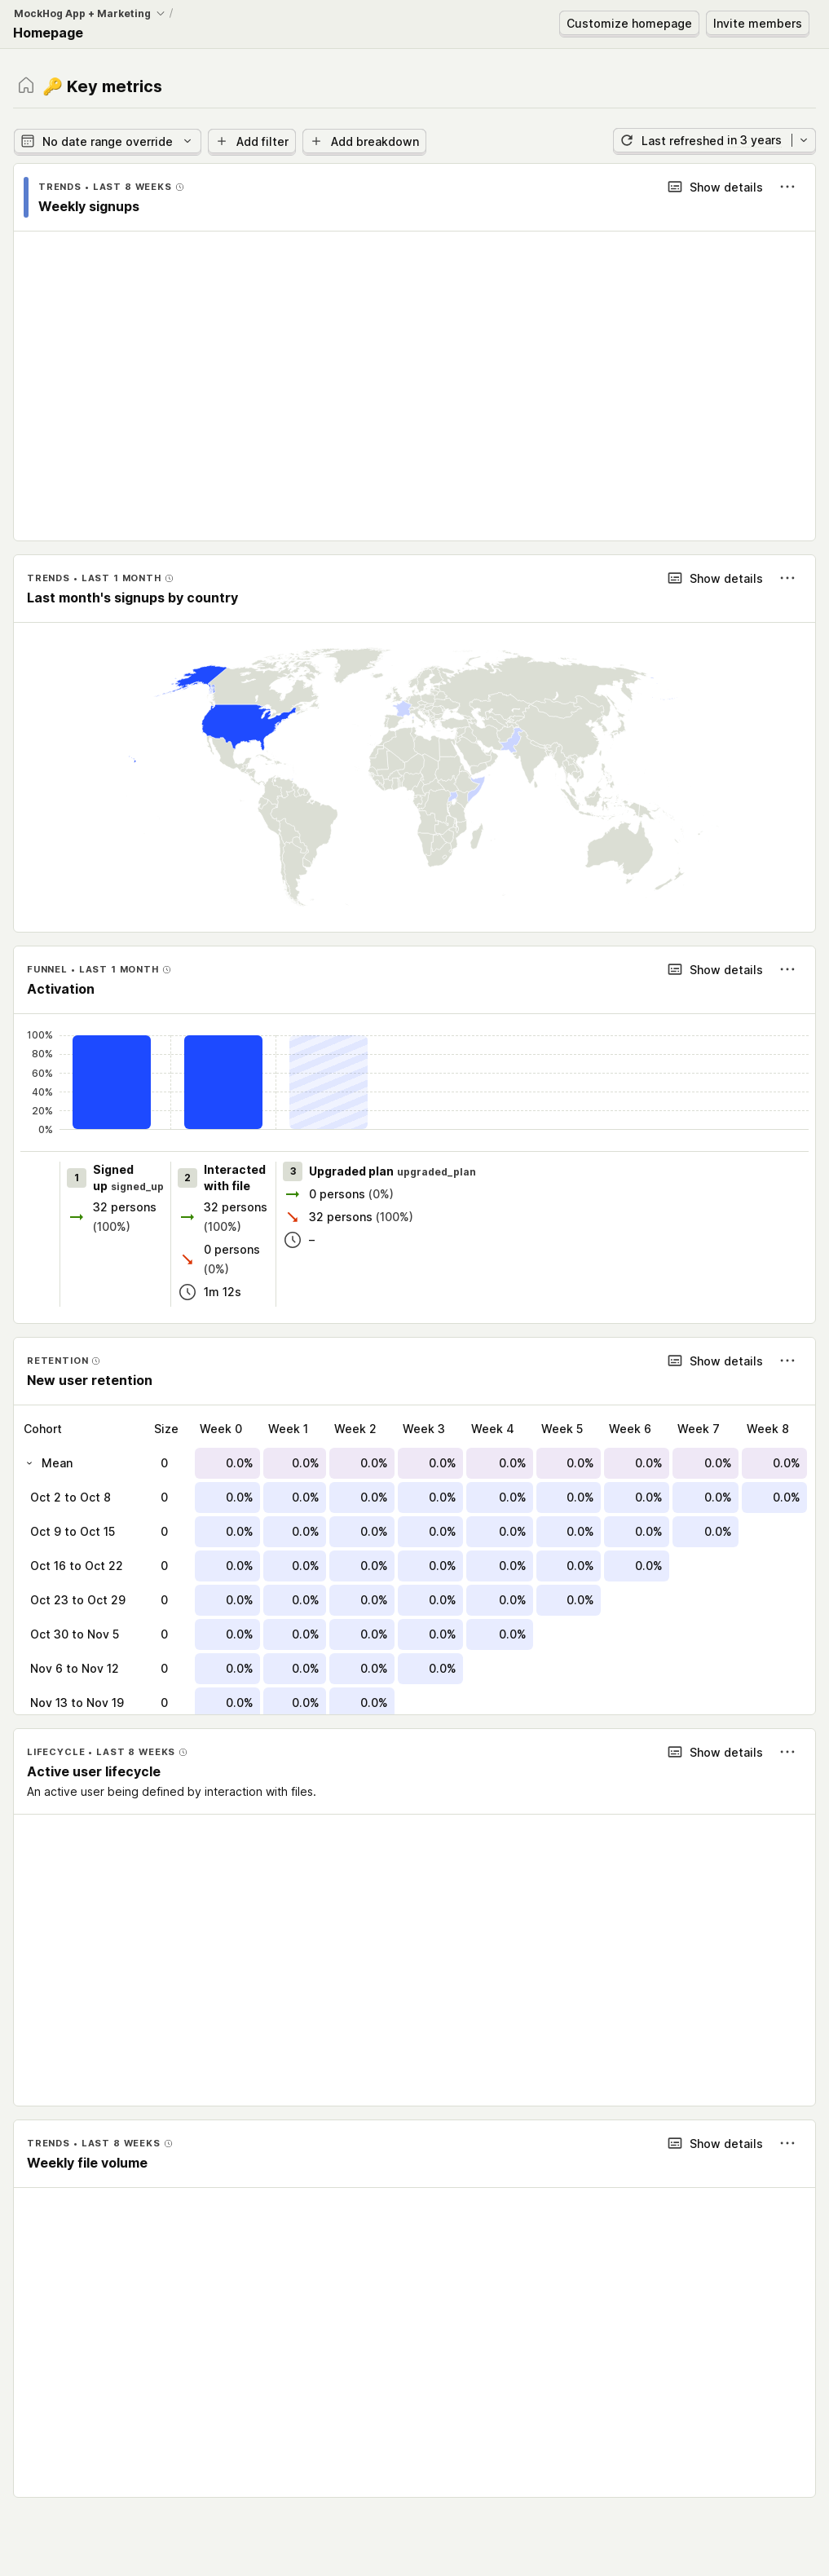 MockHog App + Marketing /
Homepage
Customize homepage
Invite members
🔑 Key metrics
No date range override
Add filter
Add breakdown
Last refreshed in 3 years
TRENDS • LAST 8 WEEKS
Show details
Weekly signups
TRENDS • LAST 1 MONTH
Show details
Last month's signups by country
FUNNEL • LAST 1 MONTH
Show details
Activation
100%
80%
60%
40%
20%
0%
1 Signed
up signed_up
32 persons
(100%)
2 Interacted
with file
32 persons
(100%)
0 persons
(0%)
1m 12s
3 Upgraded plan upgraded_plan
0 persons (0%)
32 persons (100%)
–
RETENTION
Show details
New user retention
Cohort Size Week 0 Week 1 Week 2 Week 3 Week 4 Week 5 Week 6 Week 7 Week 8
Mean 0 0.0% 0.0% 0.0% 0.0% 0.0% 0.0% 0.0% 0.0% 0.0%
Oct 2 to Oct 8 0 0.0% 0.0% 0.0% 0.0% 0.0% 0.0% 0.0% 0.0% 0.0%
Oct 9 to Oct 15 0 0.0% 0.0% 0.0% 0.0% 0.0% 0.0% 0.0% 0.0%
Oct 16 to Oct 22 0 0.0% 0.0% 0.0% 0.0% 0.0% 0.0% 0.0%
Oct 23 to Oct 29 0 0.0% 0.0% 0.0% 0.0% 0.0% 0.0%
Oct 30 to Nov 5 0 0.0% 0.0% 0.0% 0.0% 0.0%
Nov 6 to Nov 12 0 0.0% 0.0% 0.0% 0.0%
Nov 13 to Nov 19 0 0.0% 0.0% 0.0%
LIFECYCLE • LAST 8 WEEKS
Show details
Active user lifecycle
An active user being defined by interaction with files.
TRENDS • LAST 8 WEEKS
Show details
Weekly file volume